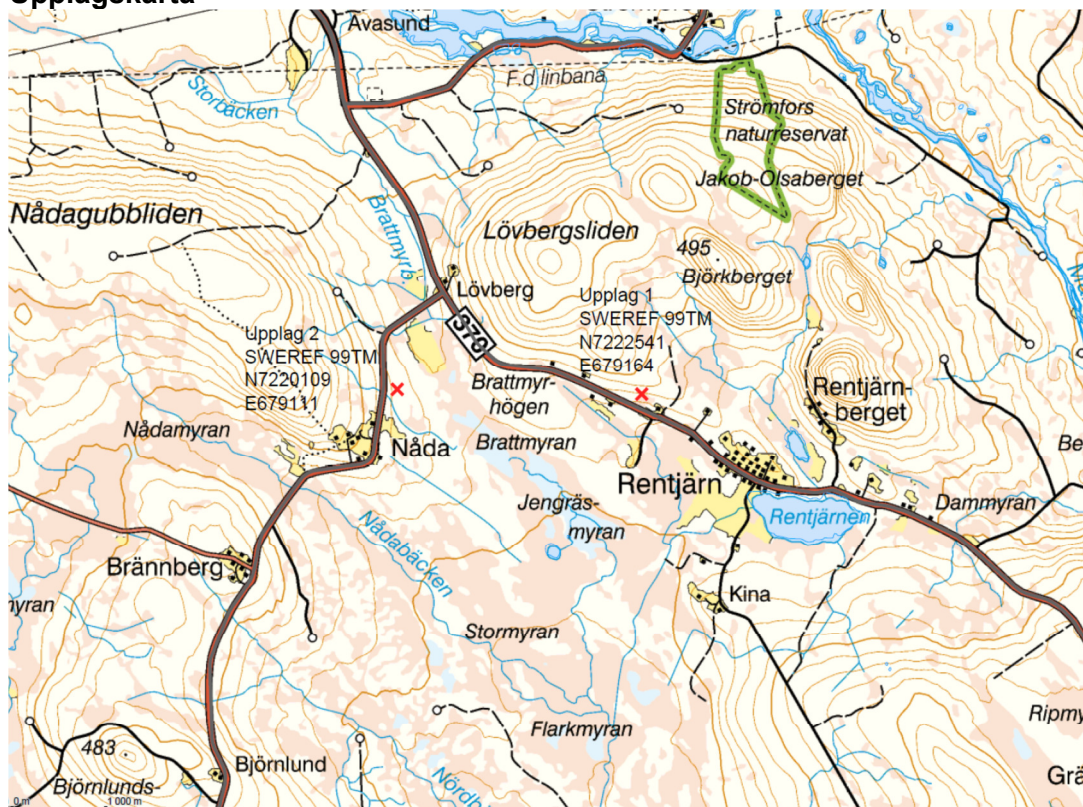 Upplagskarta
Avasund
F.d linbana
Storbäcken
Strömfors
naturreservat
Jakob-Olsaberget
Nådagubbliden
Brattmyrb.
Lövbergsliden
495
Björkberget
Lövberg
370
Upplag 1
SWEREF 99TM
N7222541
E679164
Upplag 2
SWEREF 99TM
N7220109
E679111
Brattmyr-
högen
Rentjärn-
berget
Nådamyran
Nåda
Brattmyran
Rentjärn
Jengräs-
myran
Rentjärnen
Dammyran
Be
Nådabäcken
Brännberg
Kina
myran
Stormyran
Flarkmyran
Ripmy
483
Björnlund
Björnlunds-
Nordb
Grä
0 m
1 000 m